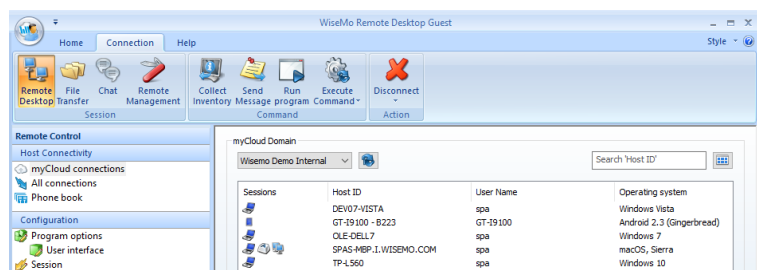 WiseMo Remote Desktop Guest
Home Connection Help Style
Remote Desktop File Transfer Chat Remote Management Collect Inventory Send Message Run program Execute Command Disconnect
Session Command Action
Remote Control
Host Connectivity
myCloud connections
All connections
Phone book
Configuration
Program options
User interface
Session
myCloud Domain
Wisemo Demo Internal Search 'Host ID'
Sessions Host ID User Name Operating system
DEV07-VISTA spa Windows Vista
GT-I9100 - B223 GT-I9100 Android 2.3 (Gingerbread)
OLE-DELL7 spa Windows 7
SPAS-MBP.I.WISEMO.COM spa macOS, Sierra
TP-L560 spa Windows 10